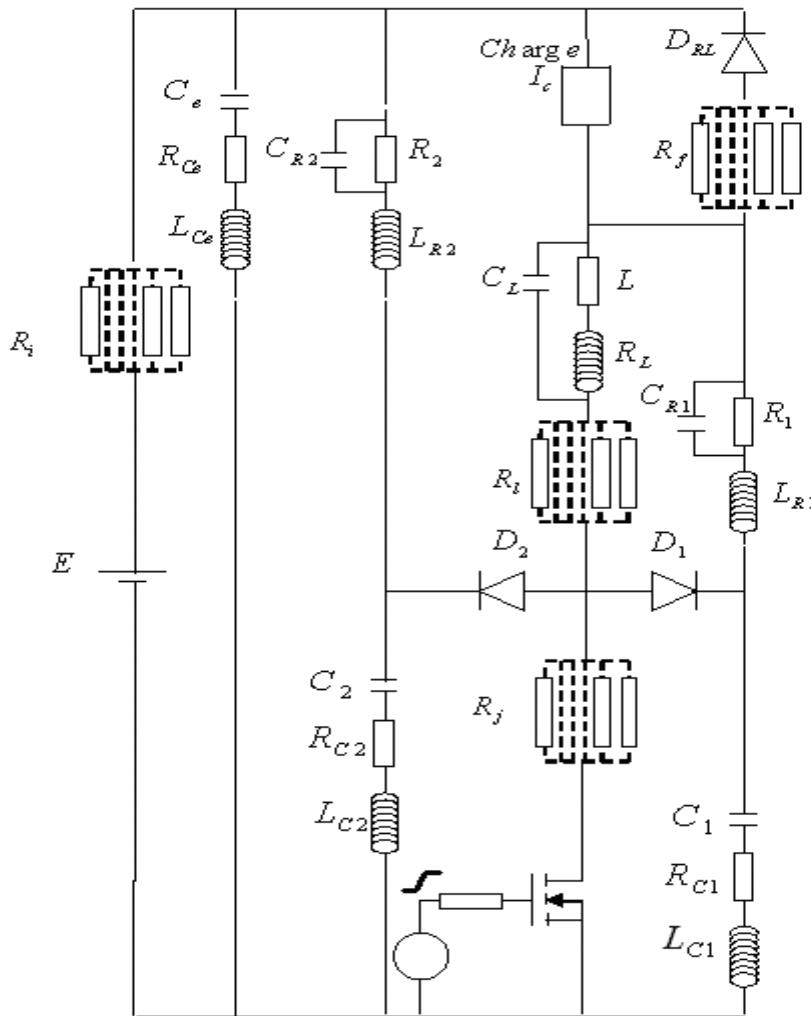 Charge
I_c
D_RL
C_e
R_Ce
L_Ce
C_R2
R_2
L_R2
R_f
C_L
L
R_L
R_i
C_R1
R_1
R_l
L_R1
E
D_2
D_1
C_2
R_j
R_C2
L_C2
C_1
R_C1
L_C1